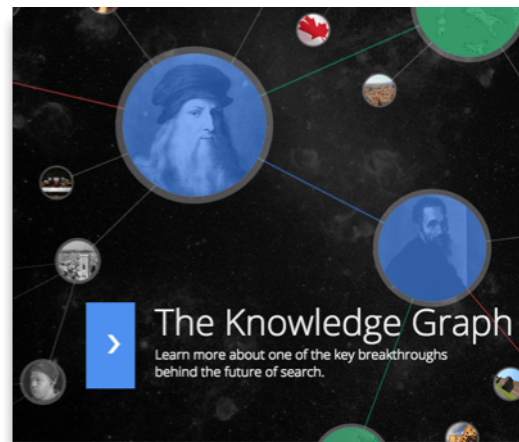 The Knowledge Graph
Learn more about one of the key breakthroughs
behind the future of search.